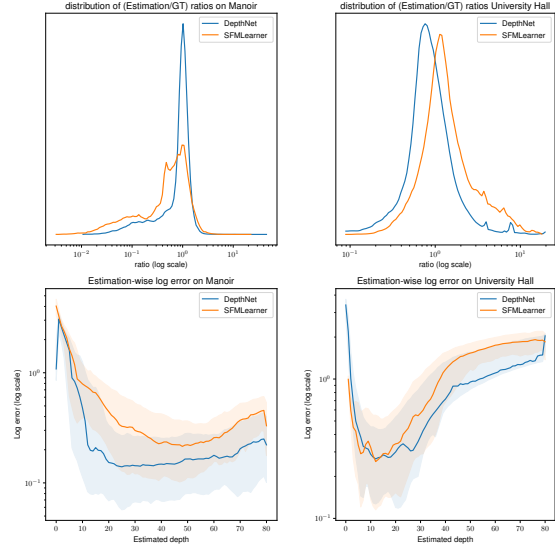 distribution of (Estimation/GT) ratios on Manoir
DepthNet
SFMLearner
10⁻² 10⁻¹ 10⁰ 10¹
ratio (log scale)
distribution of (Estimation/GT) ratios University Hall
DepthNet
SFMLearner
10⁻¹ 10⁰ 10¹
ratio (log scale)
Estimation-wise log error on Manoir
DepthNet
SFMLearner
Log error (log scale)
10⁰
10⁻¹
0 10 20 30 40 50 60 70 80
Estimated depth
Estimation-wise log error on University Hall
DepthNet
SFMLearner
Log error (log scale)
10⁰
10⁻¹
0 10 20 30 40 50 60 70 80
Estimated depth